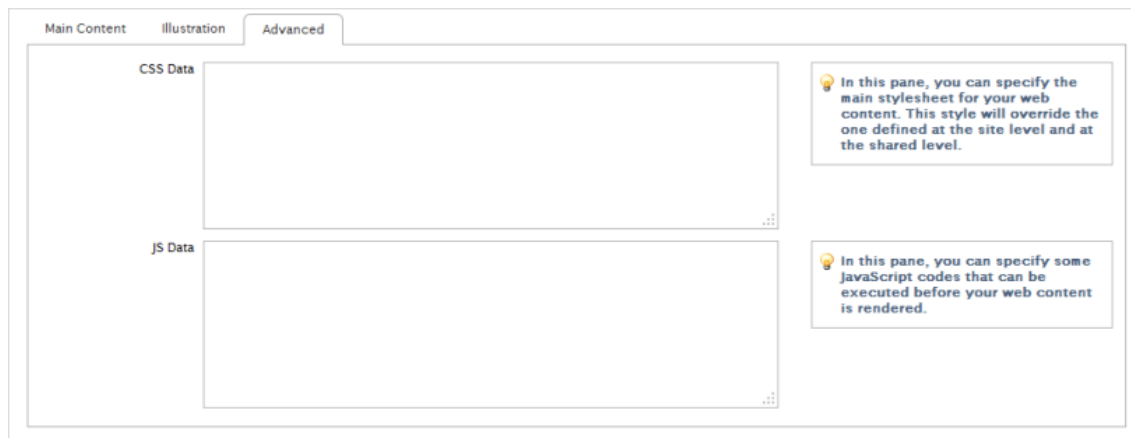 Main Content Illustration Advanced
CSS Data
In this pane, you can specify the
main stylesheet for your web
content. This style will override the
one defined at the site level and at
the shared level.
JS Data
In this pane, you can specify some
JavaScript codes that can be
executed before your web content
is rendered.